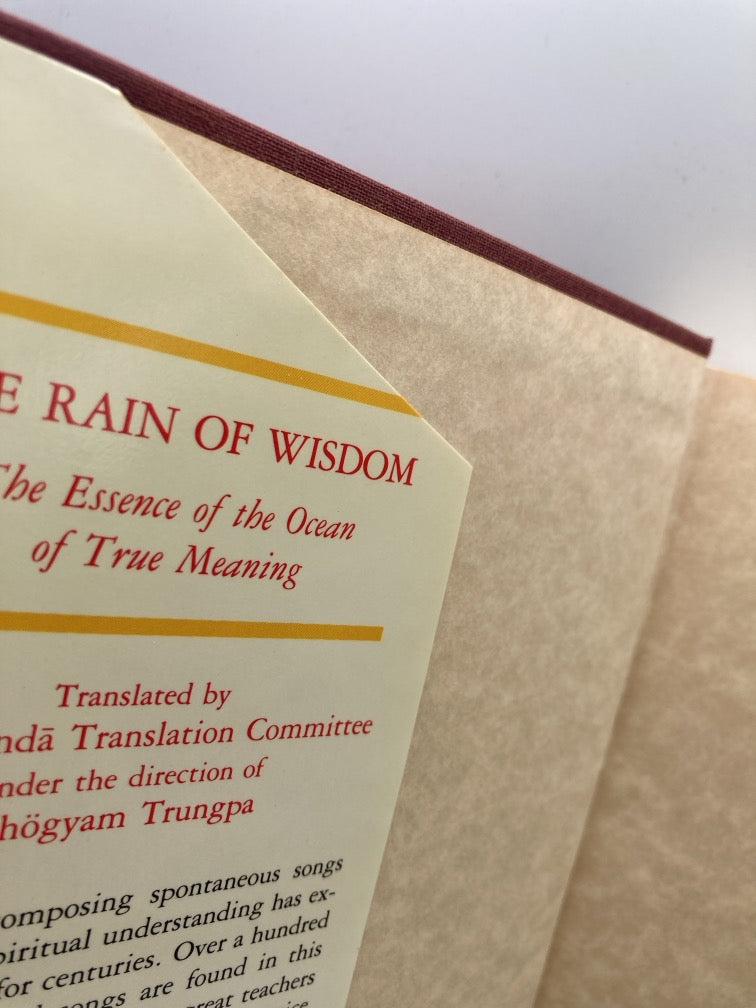 E RAIN OF WISDOM
The Essence of the Ocean
of True Meaning
Translated by
ndā Translation Committee
nder the direction of
högyam Trungpa
omposing spontaneous songs
piritual understanding has ex-
for centuries. Over a hundred
songs are found in this
great teachers